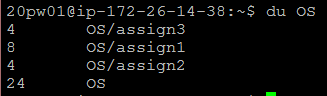 20pw01@ip-172-26-14-38:~$ du OS
4       OS/assign3
8       OS/assign1
4       OS/assign2
24      OS